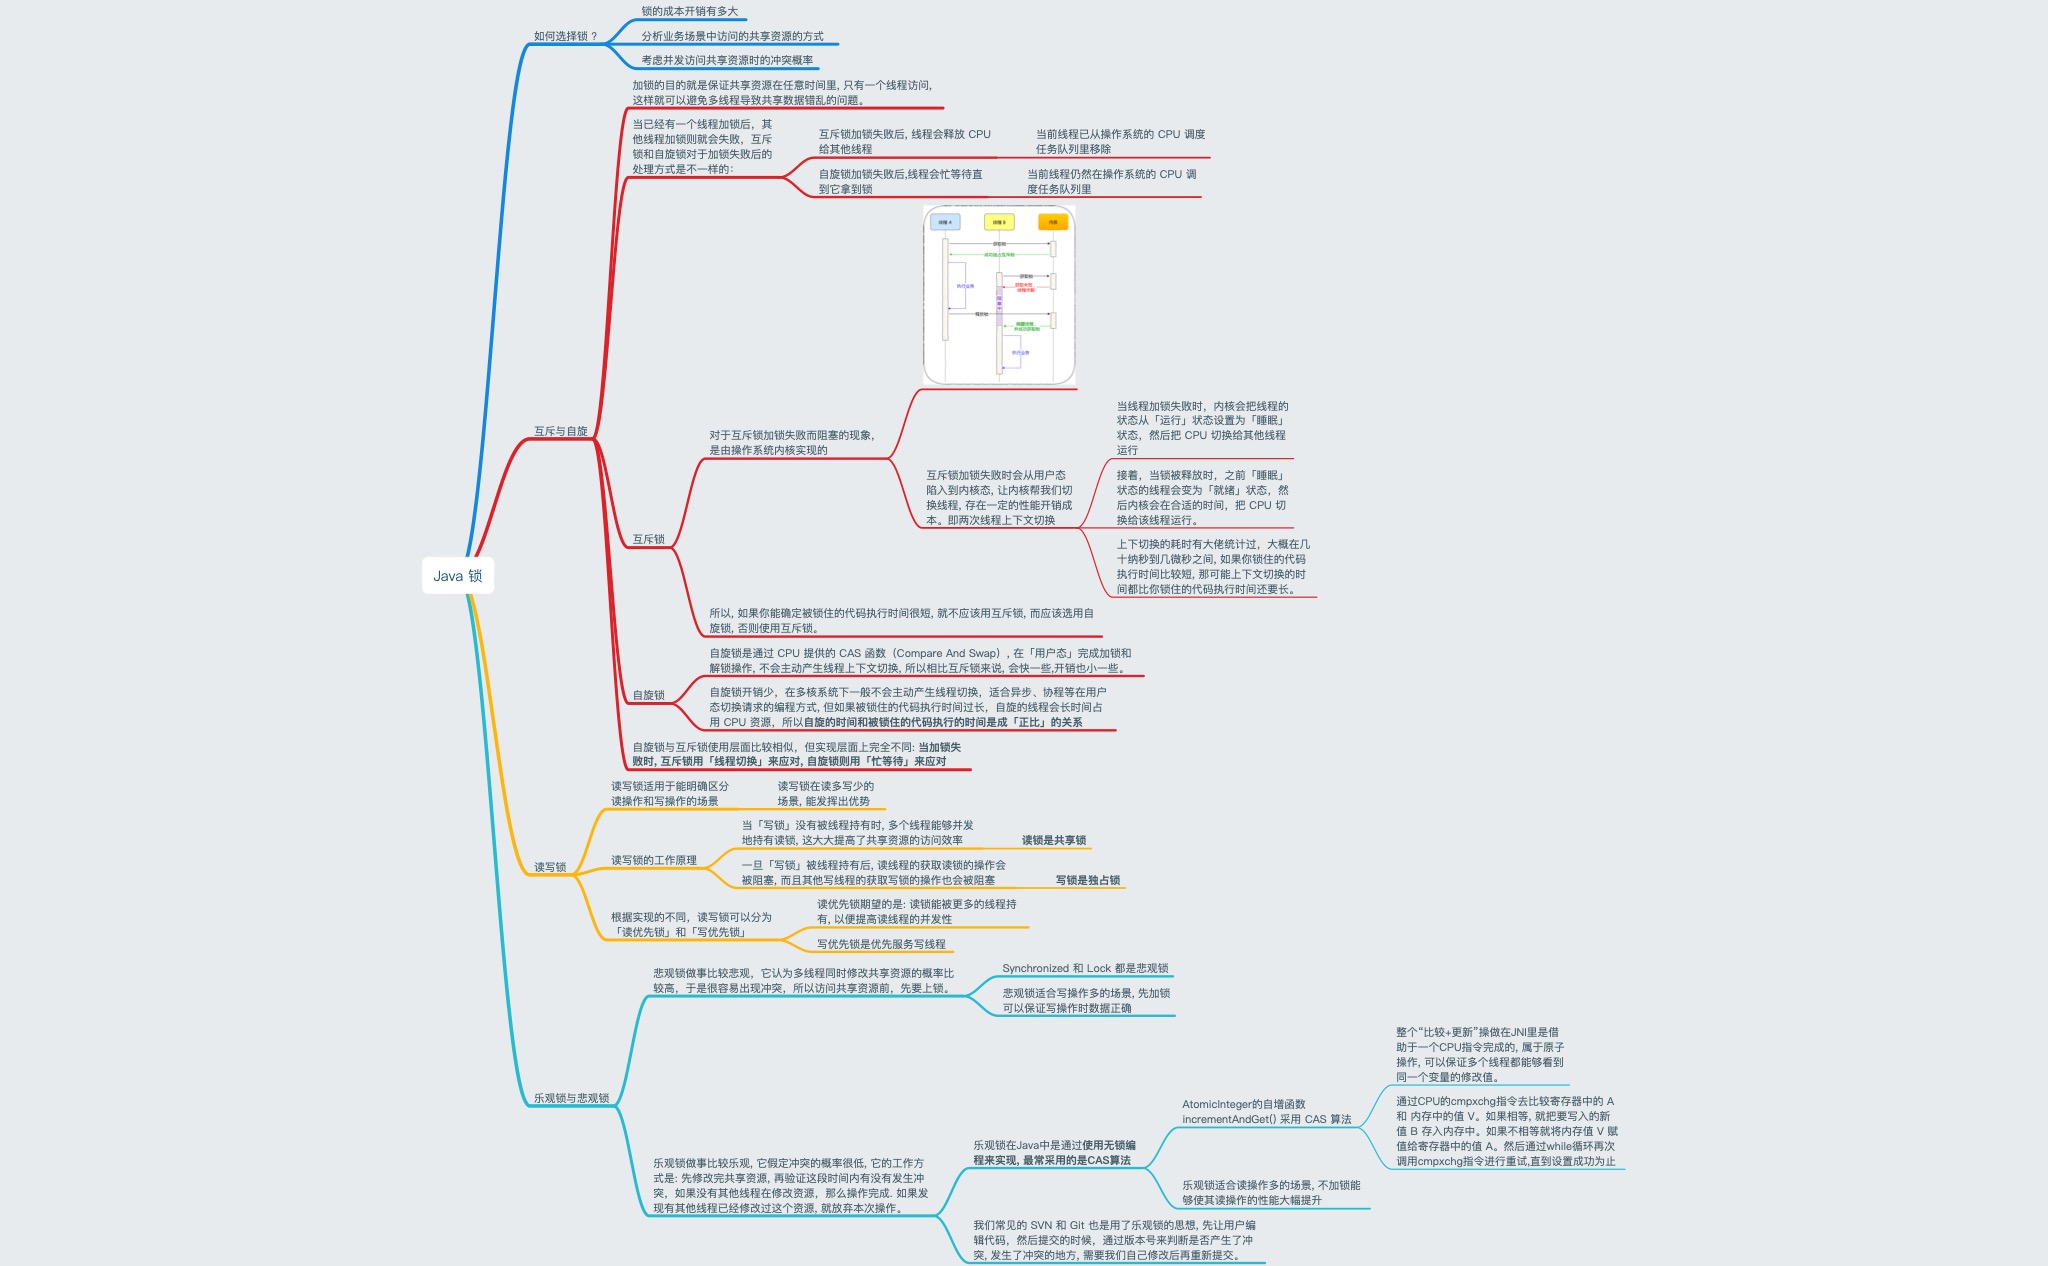 Java 锁
如何选择锁？
锁的成本开销有多大
分析业务场景中访问的共享资源的方式
考虑并发访问共享资源时的冲突概率
互斥与自旋
加锁的目的就是保证共享资源在任意时间里, 只有一个线程访问,
这样就可以避免多线程导致共享数据错乱的问题。
当已经有一个线程加锁后，其
他线程加锁则就会失败，互斥
锁和自旋锁对于加锁失败后的
处理方式是不一样的：
互斥锁加锁失败后, 线程会释放 CPU
给其他线程
当前线程已从操作系统的 CPU 调度
任务队列里移除
自旋锁加锁失败后,线程会忙等待直
到它拿到锁
当前线程仍然在操作系统的 CPU 调
度任务队列里
互斥锁
对于互斥锁加锁失败而阻塞的现象,
是由操作系统内核实现的
线程 A
线程 B
获取锁
执行业务
获取锁
释放锁
执行业务
互斥锁加锁失败时会从用户态
陷入到内核态, 让内核帮我们切
换线程, 存在一定的性能开销成
本。即两次线程上下文切换
当线程加锁失败时，内核会把线程的
状态从「运行」状态设置为「睡眠」
状态，然后把 CPU 切换给其他线程
运行
接着，当锁被释放时，之前「睡眠」
状态的线程会变为「就绪」状态，然
后内核会在合适的时间，把 CPU 切
换给该线程运行。
上下切换的耗时有大佬统计过，大概在几
十纳秒到几微秒之间, 如果你锁住的代码
执行时间比较短, 那可能上下文切换的时
间都比你锁住的代码执行时间还要长。
所以, 如果你能确定被锁住的代码执行时间很短, 就不应该用互斥锁, 而应该选用自
旋锁, 否则使用互斥锁。
自旋锁
自旋锁是通过 CPU 提供的 CAS 函数（Compare And Swap）, 在「用户态」完成加锁和
解锁操作, 不会主动产生线程上下文切换, 所以相比互斥锁来说, 会快一些,开销也小一些。
自旋锁开销少，在多核系统下一般不会主动产生线程切换，适合异步、协程等在用户
态切换请求的编程方式, 但如果被锁住的代码执行时间过长，自旋的线程会长时间占
用 CPU 资源，所以自旋的时间和被锁住的代码执行的时间是成「正比」的关系
自旋锁与互斥锁使用层面比较相似，但实现层面上完全不同: 当加锁失
败时, 互斥锁用「线程切换」来应对, 自旋锁则用「忙等待」来应对
读写锁
读写锁适用于能明确区分
读操作和写操作的场景
读写锁在读多写少的
场景, 能发挥出优势
读写锁的工作原理
当「写锁」没有被线程持有时, 多个线程能够并发
地持有读锁, 这大大提高了共享资源的访问效率
读锁是共享锁
一旦「写锁」被线程持有后, 读线程的获取读锁的操作会
被阻塞, 而且其他写线程的获取写锁的操作也会被阻塞
写锁是独占锁
根据实现的不同，读写锁可以分为
「读优先锁」和「写优先锁」
读优先锁期望的是: 读锁能被更多的线程持
有, 以便提高读线程的并发性
写优先锁是优先服务写线程
乐观锁与悲观锁
悲观锁做事比较悲观，它认为多线程同时修改共享资源的概率比
较高，于是很容易出现冲突，所以访问共享资源前，先要上锁。
Synchronized 和 Lock 都是悲观锁
悲观锁适合写操作多的场景, 先加锁
可以保证写操作时数据正确
乐观锁做事比较乐观, 它假定冲突的概率很低, 它的工作方
式是: 先修改完共享资源, 再验证这段时间内有没有发生冲
突，如果没有其他线程在修改资源，那么操作完成. 如果发
现有其他线程已经修改过这个资源, 就放弃本次操作。
乐观锁在Java中是通过使用无锁编
程来实现, 最常采用的是CAS算法
AtomicInteger的自增函数
incrementAndGet() 采用 CAS 算法
整个“比较+更新”操做在JNI里是借
助于一个CPU指令完成的, 属于原子
操作, 可以保证多个线程都能够看到
同一个变量的修改值。
通过CPU的cmpxchg指令去比较寄存器中的 A
和 内存中的值 V。如果相等, 就把要写入的新
值 B 存入内存中。如果不相等就将内存值 V 赋
值给寄存器中的值 A。然后通过while循环再次
调用cmpxchg指令进行重试,直到设置成功为止
乐观锁适合读操作多的场景, 不加锁能
够使其读操作的性能大幅提升
我们常见的 SVN 和 Git 也是用了乐观锁的思想, 先让用户编
辑代码，然后提交的时候，通过版本号来判断是否产生了冲
突, 发生了冲突的地方, 需要我们自己修改后再重新提交。